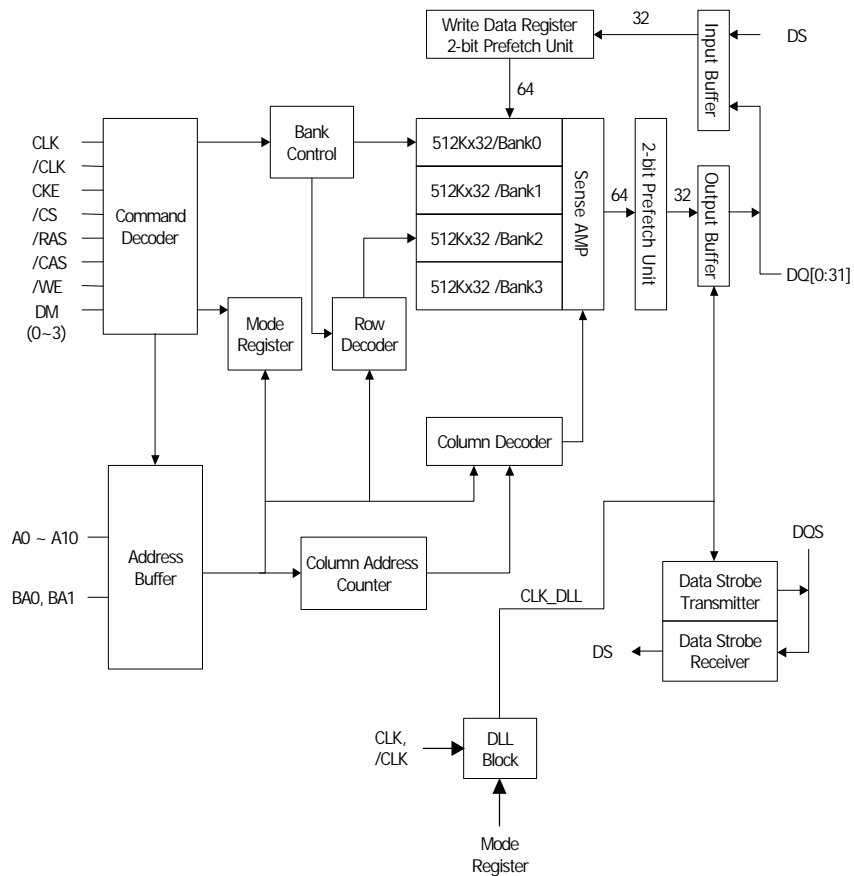 Write Data Register
2-bit Prefetch Unit
32
Input Buffer
DS
64
CLK
/CLK
CKE
/CS
/RAS
/CAS
/WE
DM
(0~3)
Command
Decoder
Bank
Control
512Kx32/Bank0
512Kx32 /Bank1
512Kx32 /Bank2
512Kx32 /Bank3
Sense AMP
64
2-bit Prefetch Unit
32
Output Buffer
DQ[0:31]
Mode
Register
Row
Decoder
Column Decoder
A0 ~ A10
BA0, BA1
Address
Buffer
Column Address
Counter
CLK_DLL
DQS
Data Strobe
Transmitter
Data Strobe
Receiver
DS
CLK,
/CLK
DLL
Block
Mode
Register